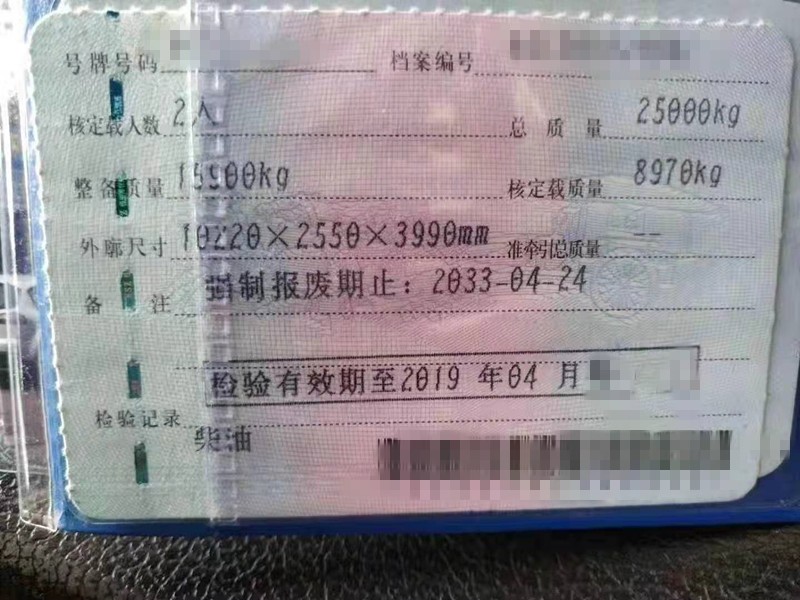 号牌号码 档案编号
核定载人数 2人 总质量 25000kg
整备质量 15900kg 核定载质量 8970kg
外廓尺寸 10220×2550×3990mm 准牵引总质量 --
备注 强制报废期止：2033-04-24
检验有效期至2019 年04 月
检验记录
柴油